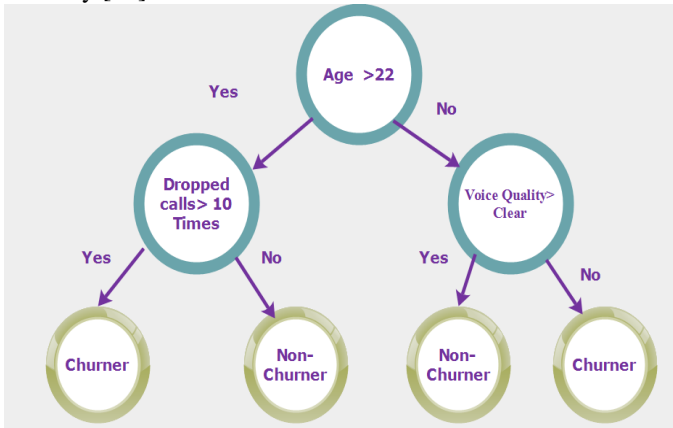 Age >22
Yes
No
Dropped
calls> 10
Times
Voice Quality>
Clear
Yes
No
Yes
No
Churner
Non-
Churner
Non-
Churner
Churner